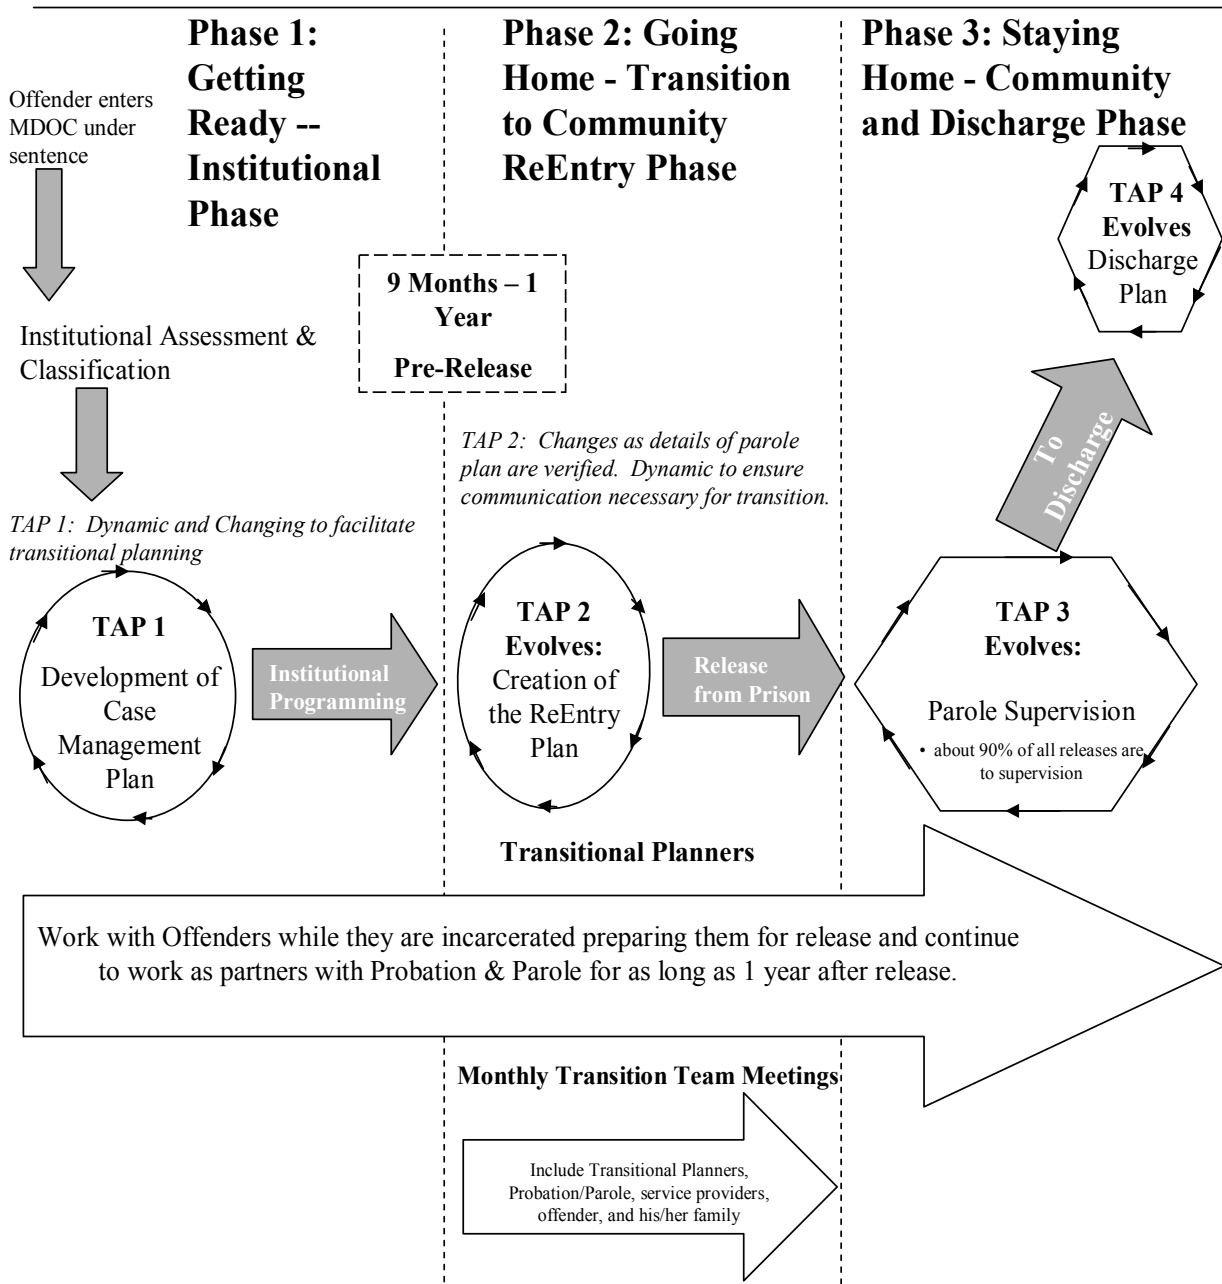 Phase 1:
Getting
Ready --
Institutional
Phase
Phase 2: Going
Home - Transition
to Community
ReEntry Phase
Phase 3: Staying
Home - Community
and Discharge Phase
Offender enters
MDOC under
sentence
Institutional Assessment &
Classification
9 Months – 1
Year
Pre-Release
TAP 1: Dynamic and Changing to facilitate
transitional planning
TAP 1
Development of
Case
Management
Plan
Institutional
Programming
TAP 2: Changes as details of parole
plan are verified. Dynamic to ensure
communication necessary for transition.
TAP 2
Evolves:
Creation of
the ReEntry
Plan
Release
from Prison
TAP 3
Evolves:
Parole Supervision
• about 90% of all releases are
to supervision
To
Discharge
TAP 4
Evolves
Discharge
Plan
Transitional Planners
Work with Offenders while they are incarcerated preparing them for release and continue
to work as partners with Probation & Parole for as long as 1 year after release.
Monthly Transition Team Meetings
Include Transitional Planners,
Probation/Parole, service providers,
offender, and his/her family